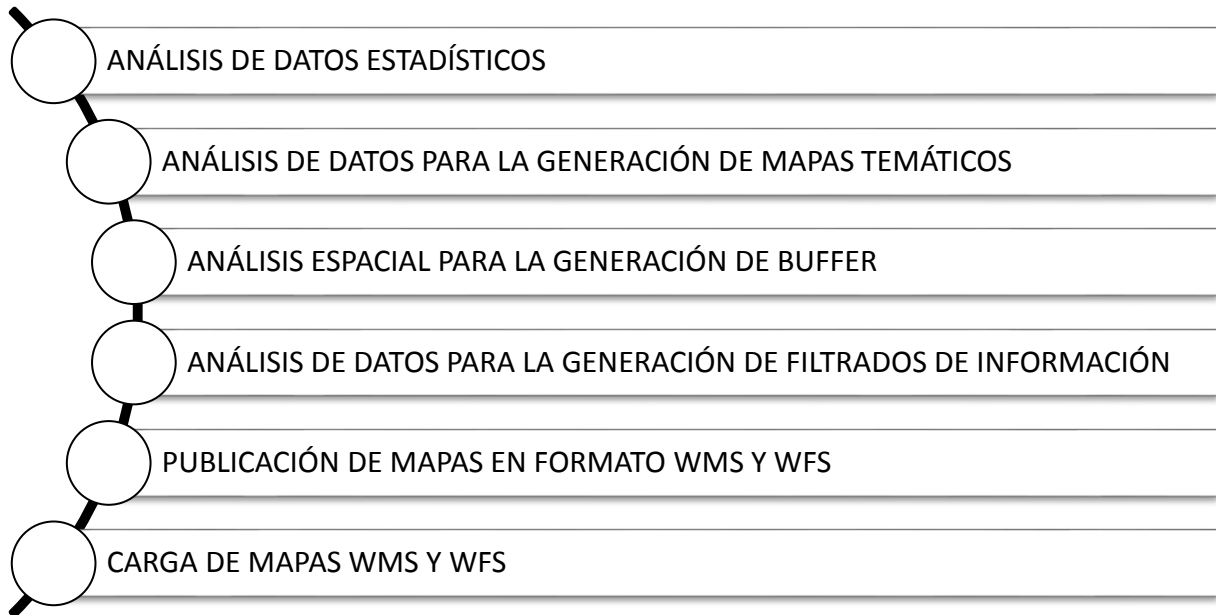 ANÁLISIS DE DATOS ESTADÍSTICOS
ANÁLISIS DE DATOS PARA LA GENERACIÓN DE MAPAS TEMÁTICOS
ANÁLISIS ESPACIAL PARA LA GENERACIÓN DE BUFFER
ANÁLISIS DE DATOS PARA LA GENERACIÓN DE FILTRADOS DE INFORMACIÓN
PUBLICACIÓN DE MAPAS EN FORMATO WMS Y WFS
CARGA DE MAPAS WMS Y WFS